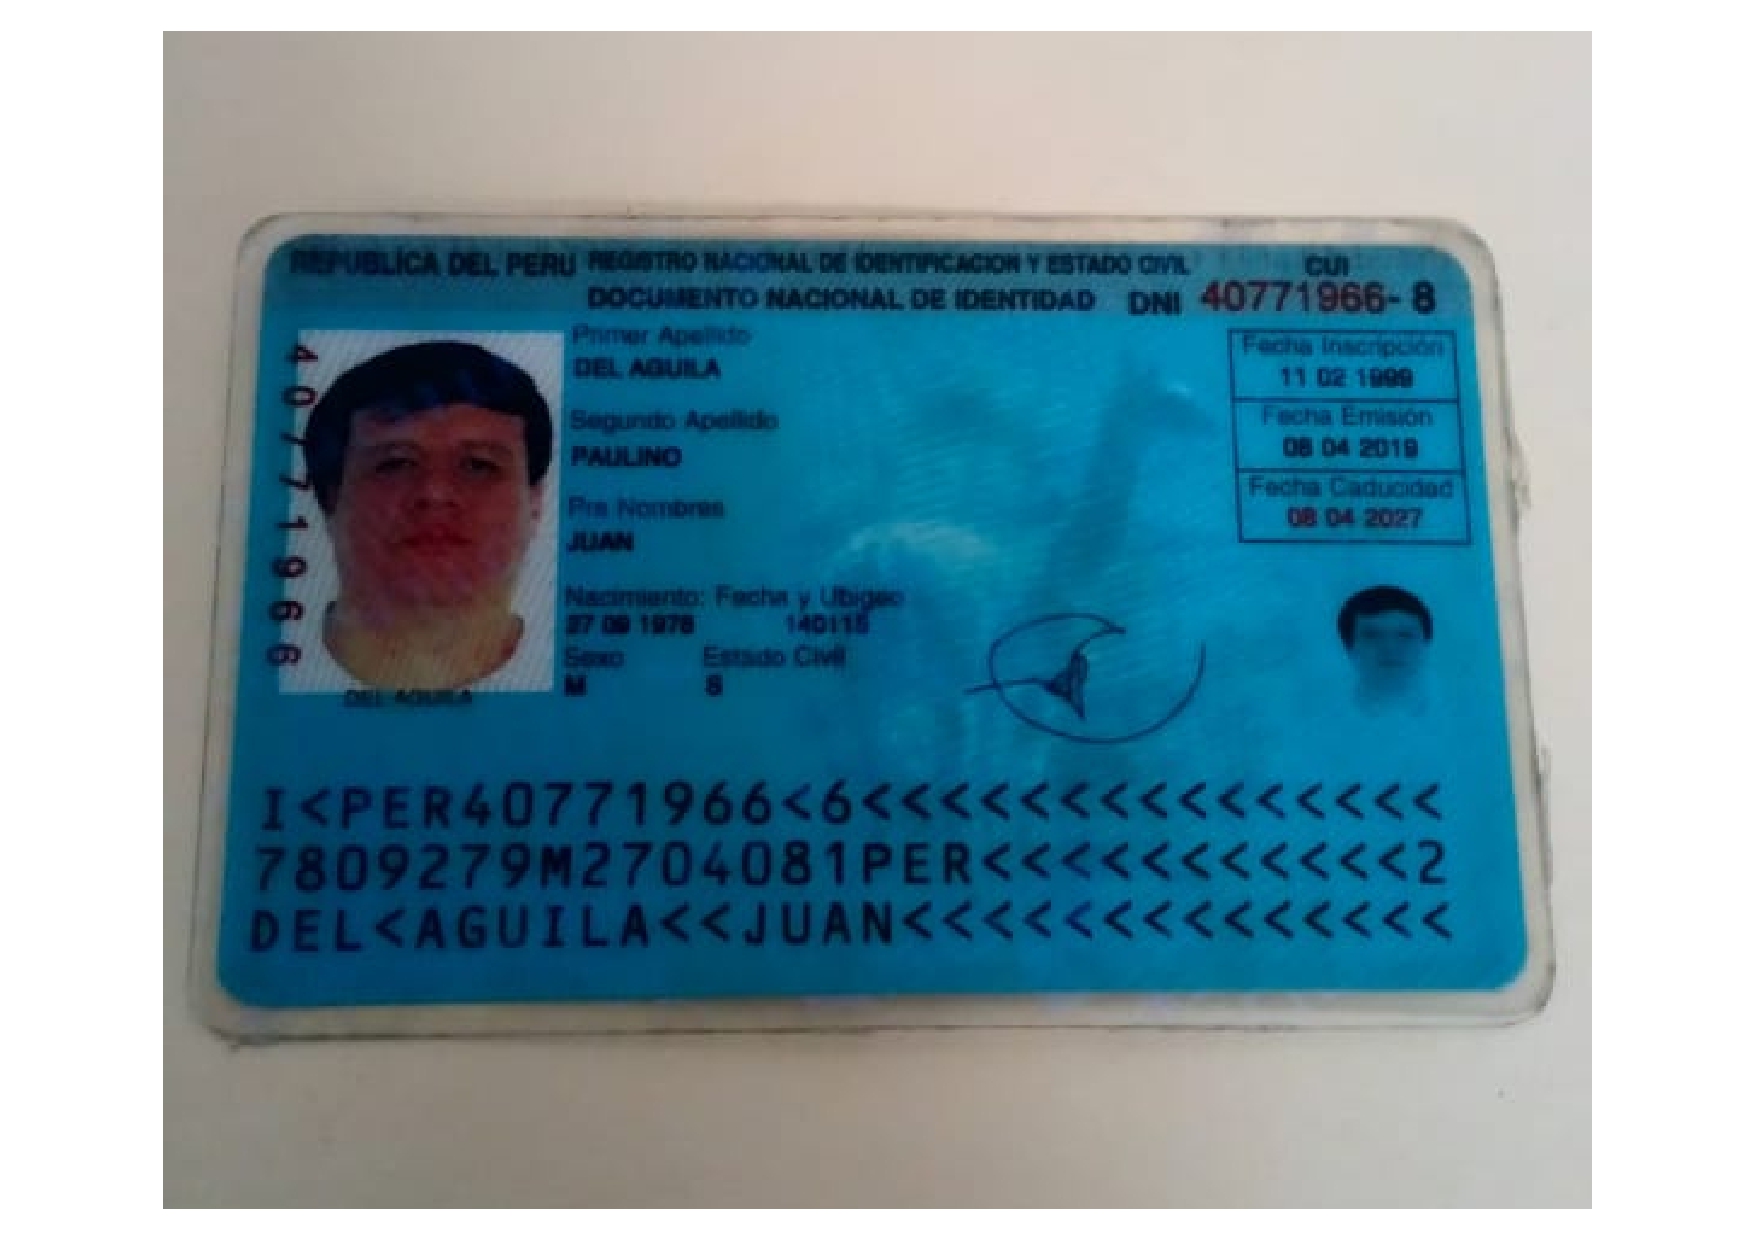 REPUBLICA DEL PERU REGISTRO NACIONAL DE IDENTIFICACION Y ESTADO CIVIL CUI
DOCUMENTO NACIONAL DE IDENTIDAD DNI 40771966-8
Primer Apellido
DEL AGUILA
Segundo Apellido
PAULINO
Pre Nombres
JUAN
Nacimiento: Fecha y Ubigeo
27 09 1978 140115
Sexo Estado Civil
M S
Fecha Inscripción
11 02 1999
Fecha Emisión
08 04 2019
Fecha Caducidad
08 04 2027
40771966
DEL AGUILA
I<PER40771966<6<<<<<<<<<<<<<<<
7809279M2704081PER<<<<<<<<<<<2
DEL<AGUILA<<JUAN<<<<<<<<<<<<<<